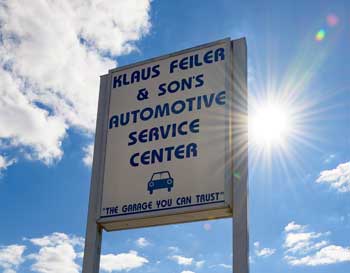 KLAUS FEILER
& SON'S
AUTOMOTIVE
SERVICE
CENTER
"THE GARAGE YOU CAN TRUST"